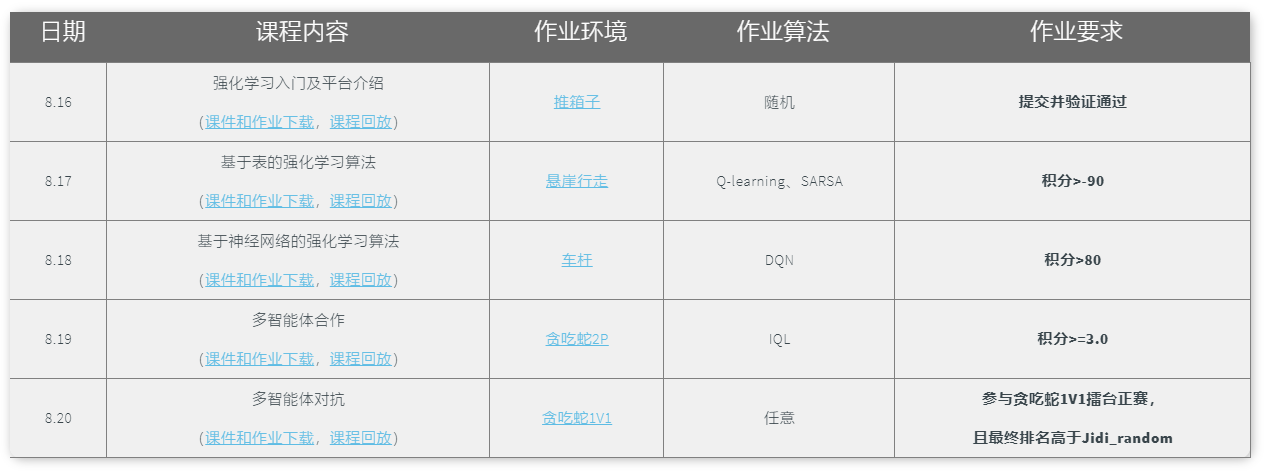 日期 课程内容 作业环境 作业算法 作业要求
强化学习入门及平台介绍
8.16 (课件和作业下载，课程回放) 推箱子 随机 提交并验证通过
基于表的强化学习算法
8.17 (课件和作业下载，课程回放) 悬崖行走 Q-learning、SARSA 积分>-90
基于神经网络的强化学习算法
8.18 (课件和作业下载，课程回放) 车杆 DQN 积分>80
多智能体合作
8.19 (课件和作业下载，课程回放) 贪吃蛇2P IQL 积分>=3.0
多智能体对抗
8.20 (课件和作业下载，课程回放) 贪吃蛇1V1 任意 参与贪吃蛇1V1擂台正赛，
且最终排名高于Jidi_random